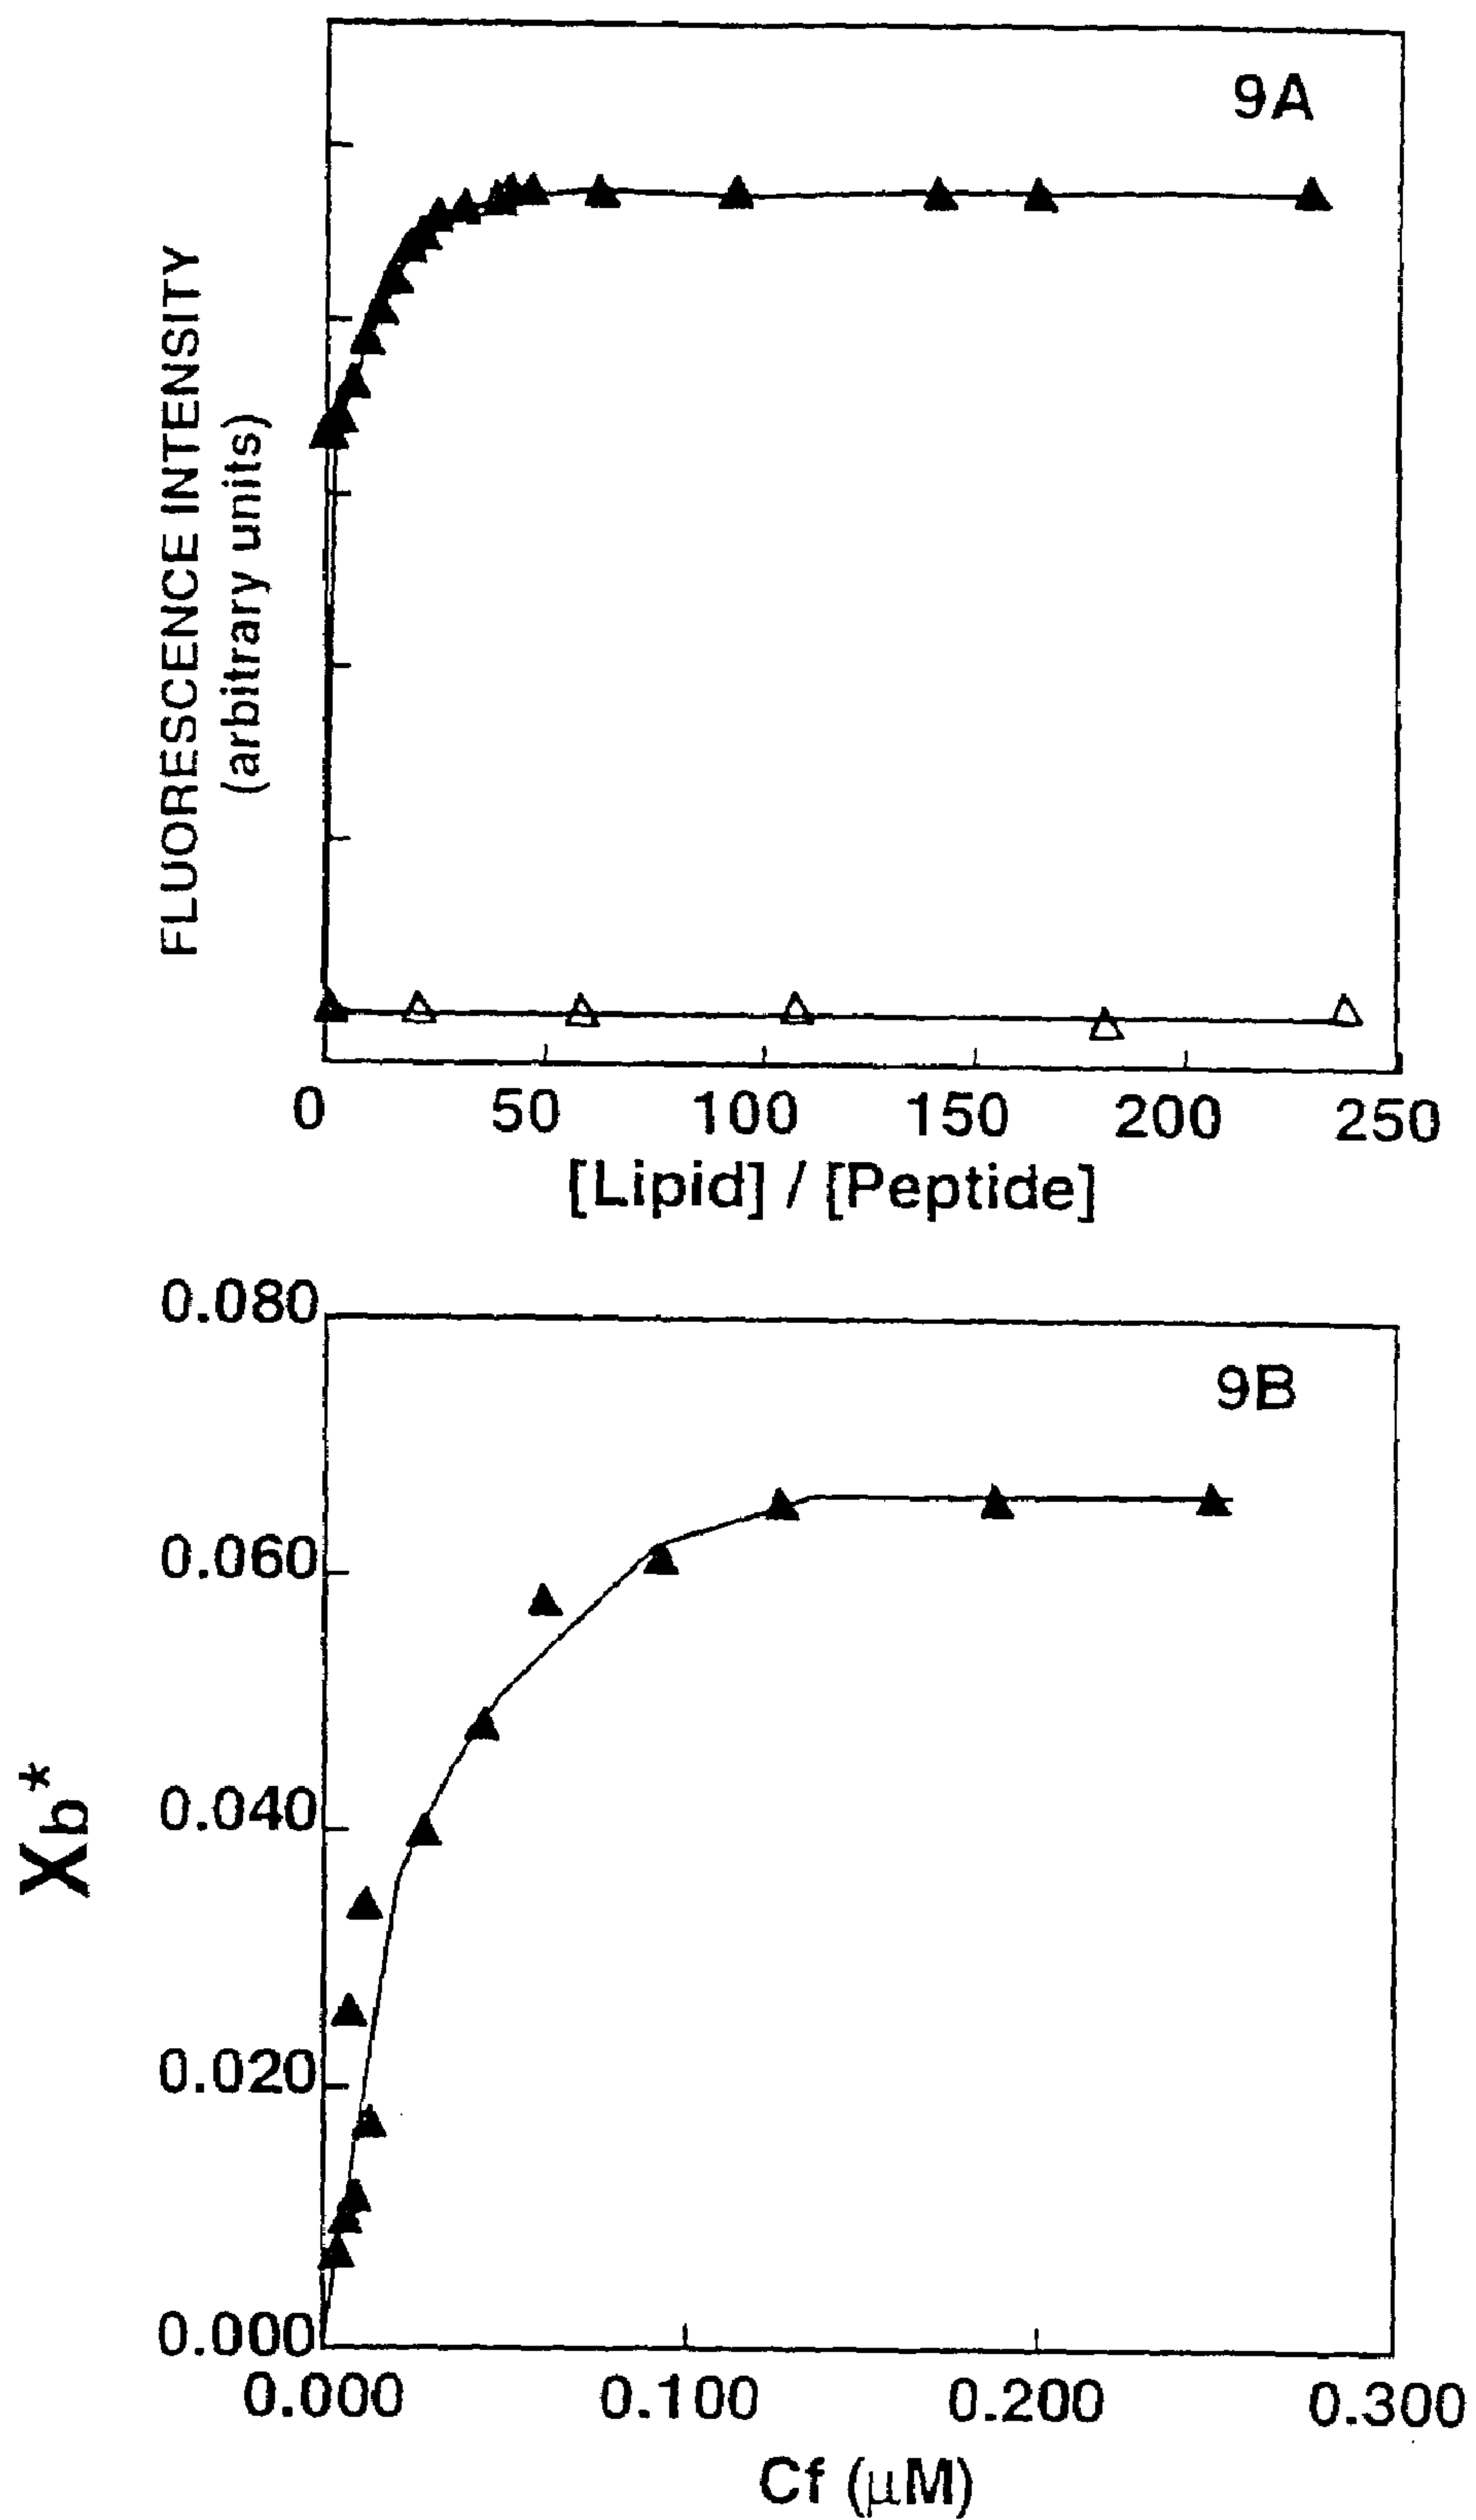 9A
FLUORESCENCE INTENSITY
(arbitrary units)
0 50 100 150 200 250
[Lipid] / [Peptide]
0.080
9B
0.060
Xb*
0.040
0.020
0.000
0.000 0.100 0.200 0.300
Cf (μM)